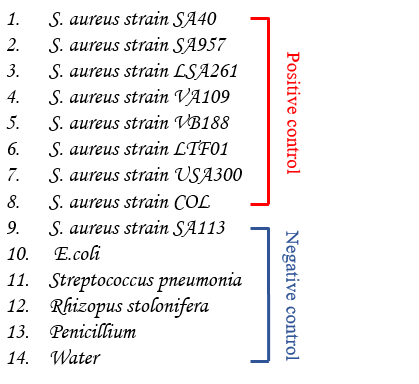 1. S. aureus strain SA40
2. S. aureus strain SA957
3. S. aureus strain LSA261
4. S. aureus strain VA109
5. S. aureus strain VB188
6. S. aureus strain LTF01
7. S. aureus strain USA300
8. S. aureus strain COL
9. S. aureus strain SA113
10. E.coli
11. Streptococcus pneumonia
12. Rhizopus stolonifera
13. Penicillium
14. Water
Positive control
Negative control